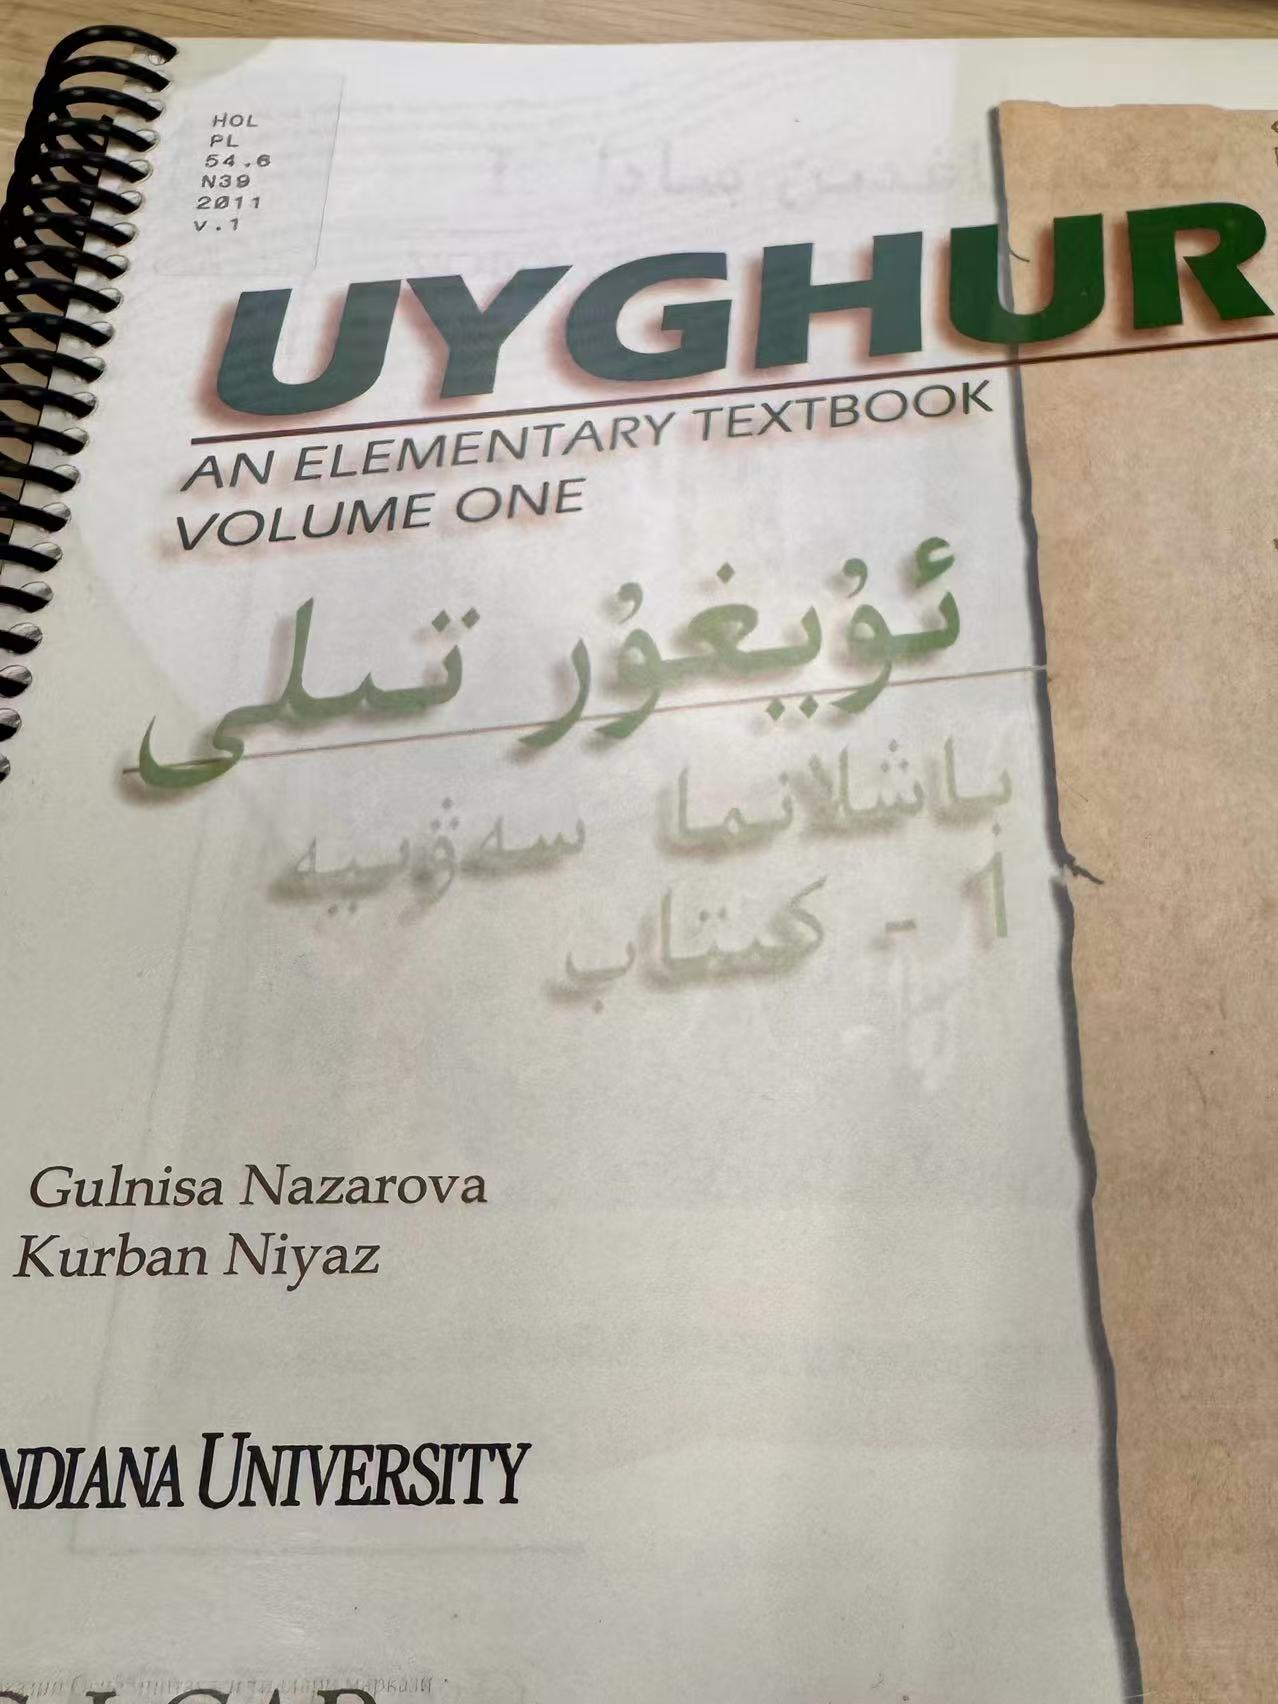 HOL
PL
54.6
N39
2011
v.1
UYGHUR
AN ELEMENTARY TEXTBOOK
VOLUME ONE
ئۇيغۇر تىلى
باشلانما سەۋىيە
1 - كىتاب
Gulnisa Nazarova
Kurban Niyaz
NDIANA UNIVERSITY